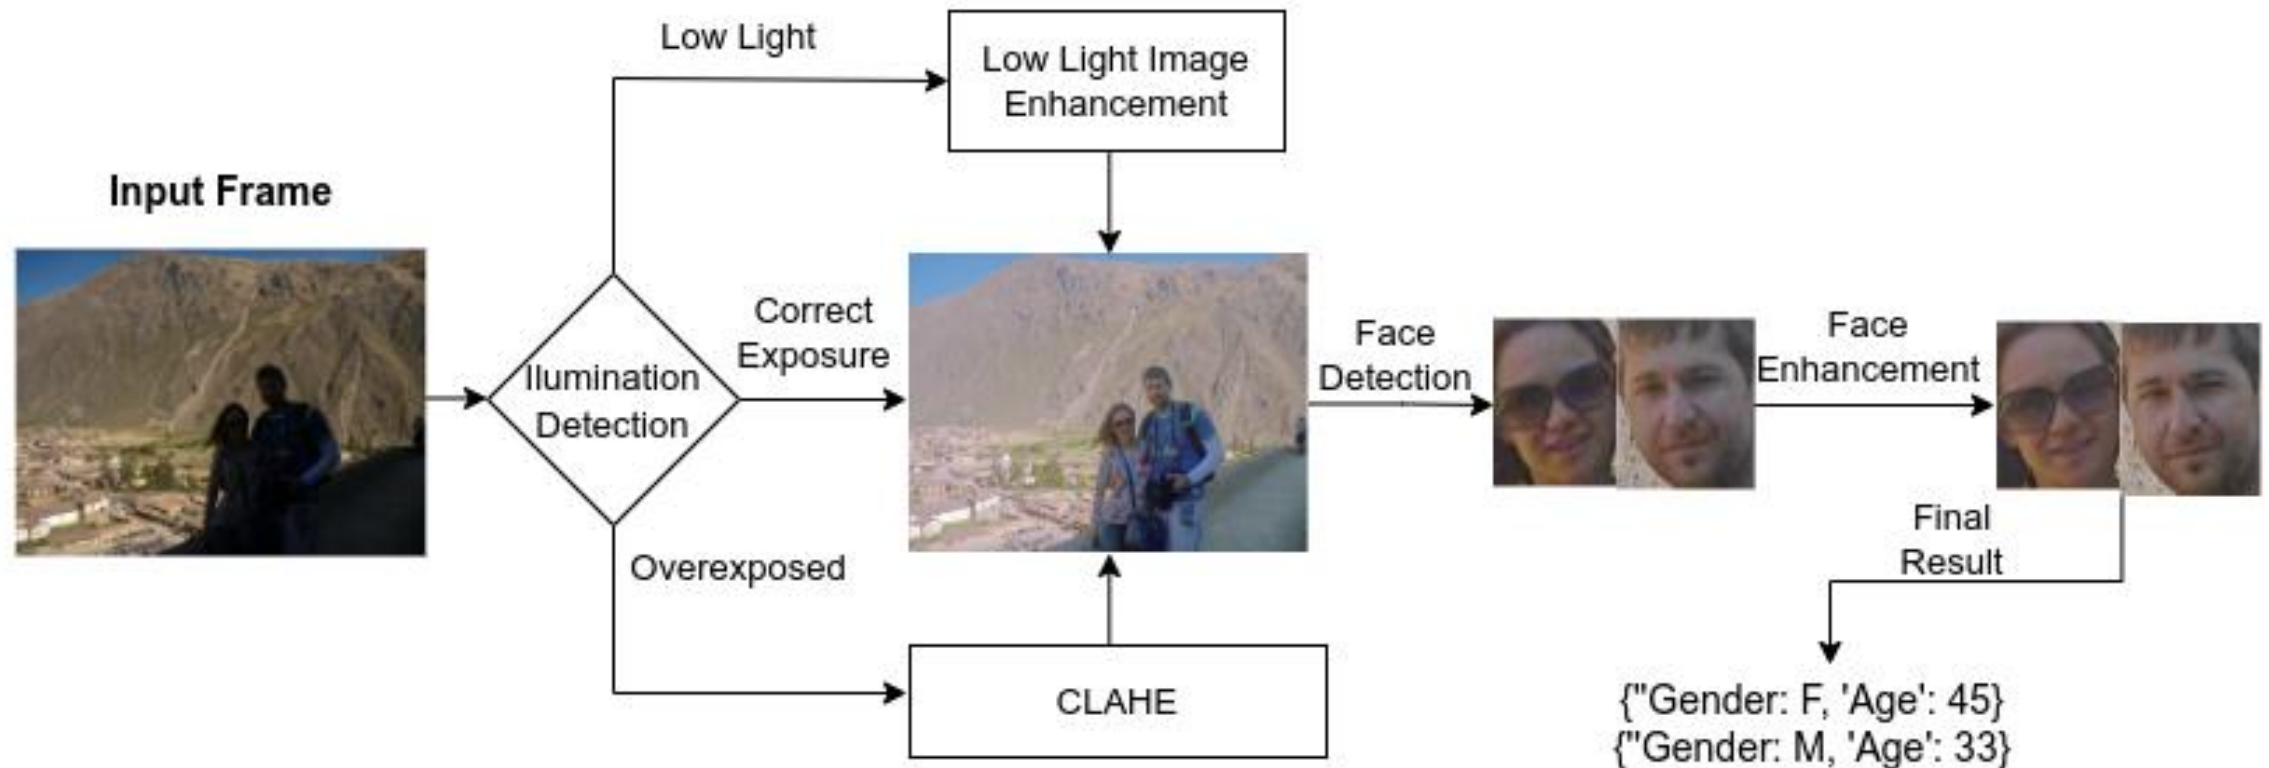 Input Frame
Low Light
Low Light Image
Enhancement
Ilumination
Detection
Correct
Exposure
Overexposed
CLAHE
Face
Detection
Face
Enhancement
Final
Result
{"Gender: F, 'Age': 45}
{"Gender: M, 'Age': 33}